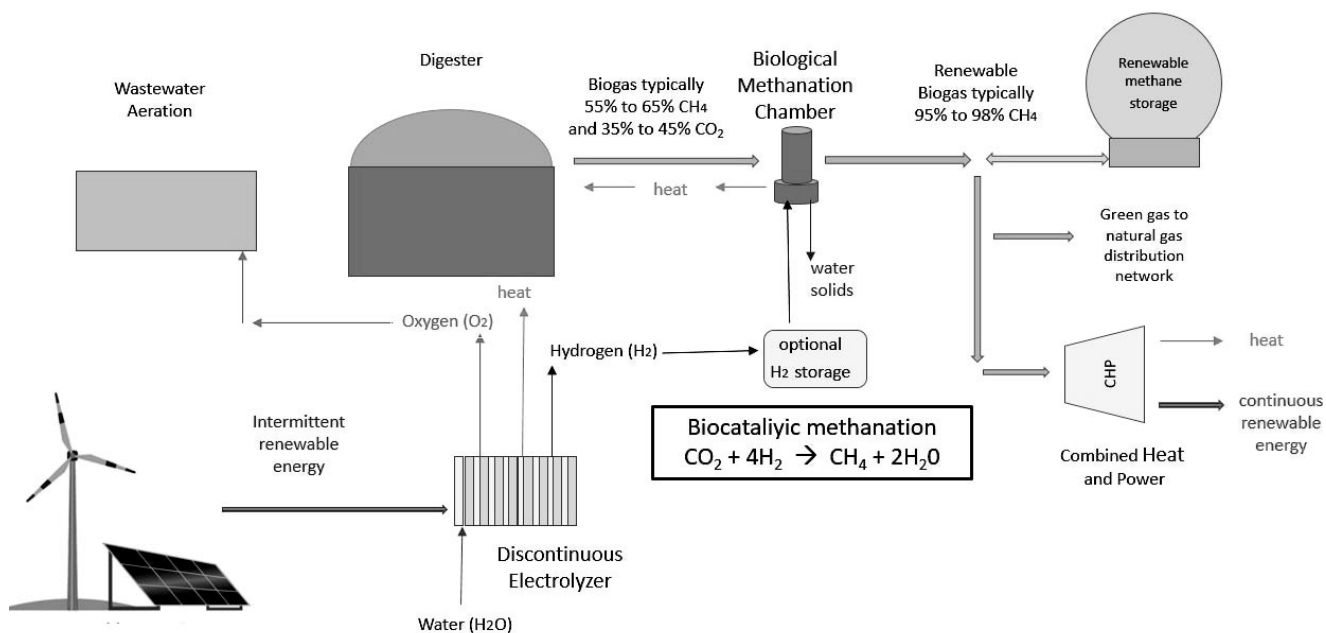 Wastewater
Aeration
Digester
Biogas typically
55% to 65% CH₄
and 35% to 45% CO₂
Biological
Methanation
Chamber
Renewable
Biogas typically
95% to 98% CH₄
Renewable
methane
storage
heat
Green gas to
natural gas
distribution
network
water
solids
heat
Oxygen (O₂)
Hydrogen (H₂)
optional
H₂ storage
CHP
heat
continuous
renewable
energy
Combined Heat
and Power
Intermittent
renewable
energy
Biocataliyic methanation
CO₂ + 4H₂ → CH₄ + 2H₂0
Discontinuous
Electrolyzer
Water (H₂O)